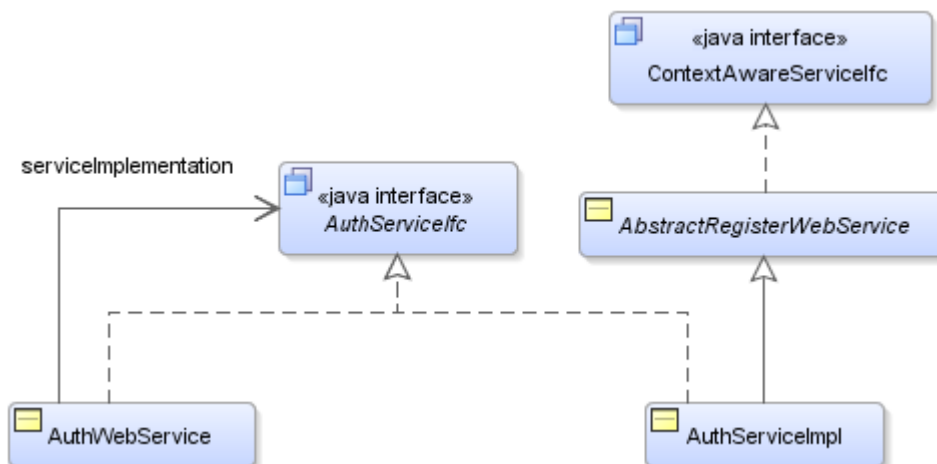 «java interface»
ContextAwareServiceIfc
serviceImplementation
«java interface»
AuthServiceIfc
AbstractRegisterWebService
AuthWebService
AuthServiceImpl